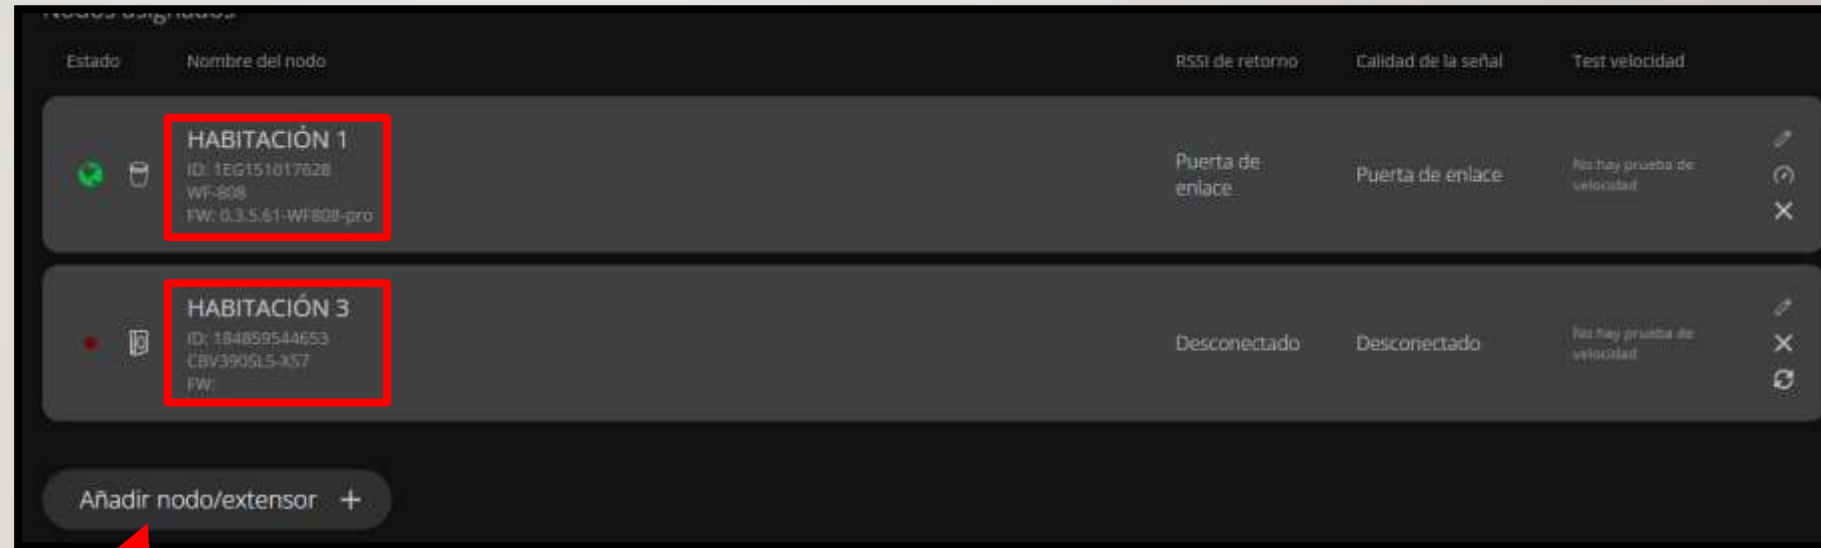 Nodos asignados
Estado Nombre del nodo RSSI de retorno Calidad de la señal Test velocidad
HABITACIÓN 1
ID: 1EG151017628
WF-808
FW: 0.3.5.61-WF808-pro
Puerta de
enlace
Puerta de enlace
No hay prueba de
velocidad
HABITACIÓN 3
ID: 184859544653
CBV390SL5-XS7
FW:
Desconectado
Desconectado
No hay prueba de
velocidad
Añadir nodo/extensor +